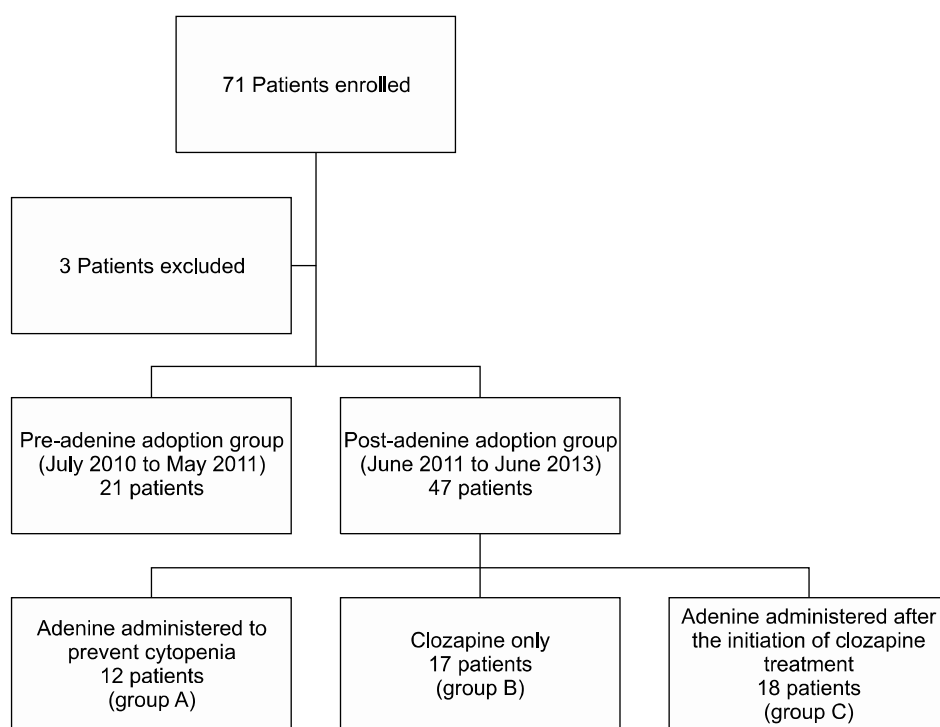 71 Patients enrolled
3 Patients excluded
Pre-adenine adoption group
(July 2010 to May 2011)
21 patients
Post-adenine adoption group
(June 2011 to June 2013)
47 patients
Adenine administered to
prevent cytopenia
12 patients
(group A)
Clozapine only
17 patients
(group B)
Adenine administered after
the initiation of clozapine
treatment
18 patients
(group C)